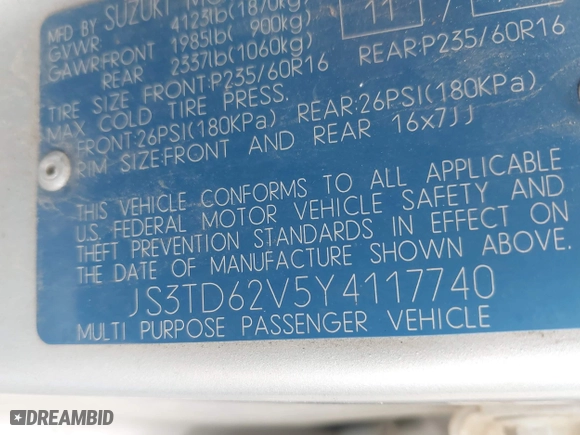 MFD BY SUZUKI MO
11 /
GVWR 4123lb(1870kg)
GAWR:FRONT 1985lb( 900kg)
REAR 2337lb(1060kg)
TIRE SIZE FRONT:P235/60R16 REAR:P235/60R16
MAX COLD TIRE PRESS.
FRONT:26PSI(180KPa) REAR:26PSI(180KPa)
RIM SIZE:FRONT AND REAR 16x7JJ
THIS VEHICLE CONFORMS TO ALL APPLICABLE
U.S. FEDERAL MOTOR VEHICLE SAFETY AND
THEFT PREVENTION STANDARDS IN EFFECT ON
THE DATE OF MANUFACTURE SHOWN ABOVE.
JS3TD62V5Y4117740
MULTI PURPOSE PASSENGER VEHICLE
DREAMBID